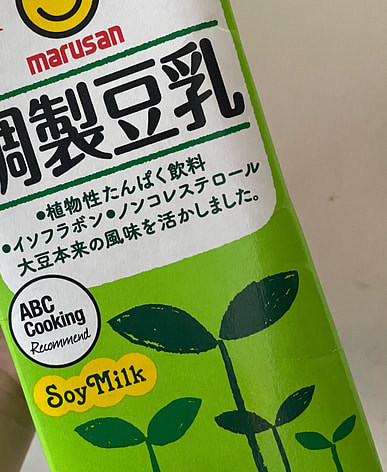 marusan
調製豆乳
●植物性たんぱく飲料
●イソフラボン●ノンコレステロール
大豆本来の風味を活かしました。
ABC
Cooking
Recommend
Soy Milk